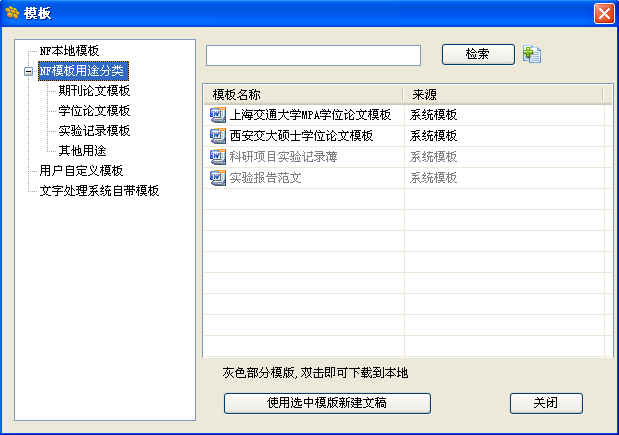 模板
NF本地模板
NF模板用途分类
期刊论文模板
学位论文模板
实验记录模板
其他用途
用户自定义模板
文字处理系统自带模板
检索
模板名称 来源
上海交通大学MPA学位论文模板 系统模板
西安交大硕士学位论文模板 系统模板
科研项目实验记录薄 系统模板
实验报告范文 系统模板
灰色部分模版, 双击即可下载到本地
使用选中模版新建文稿 关闭